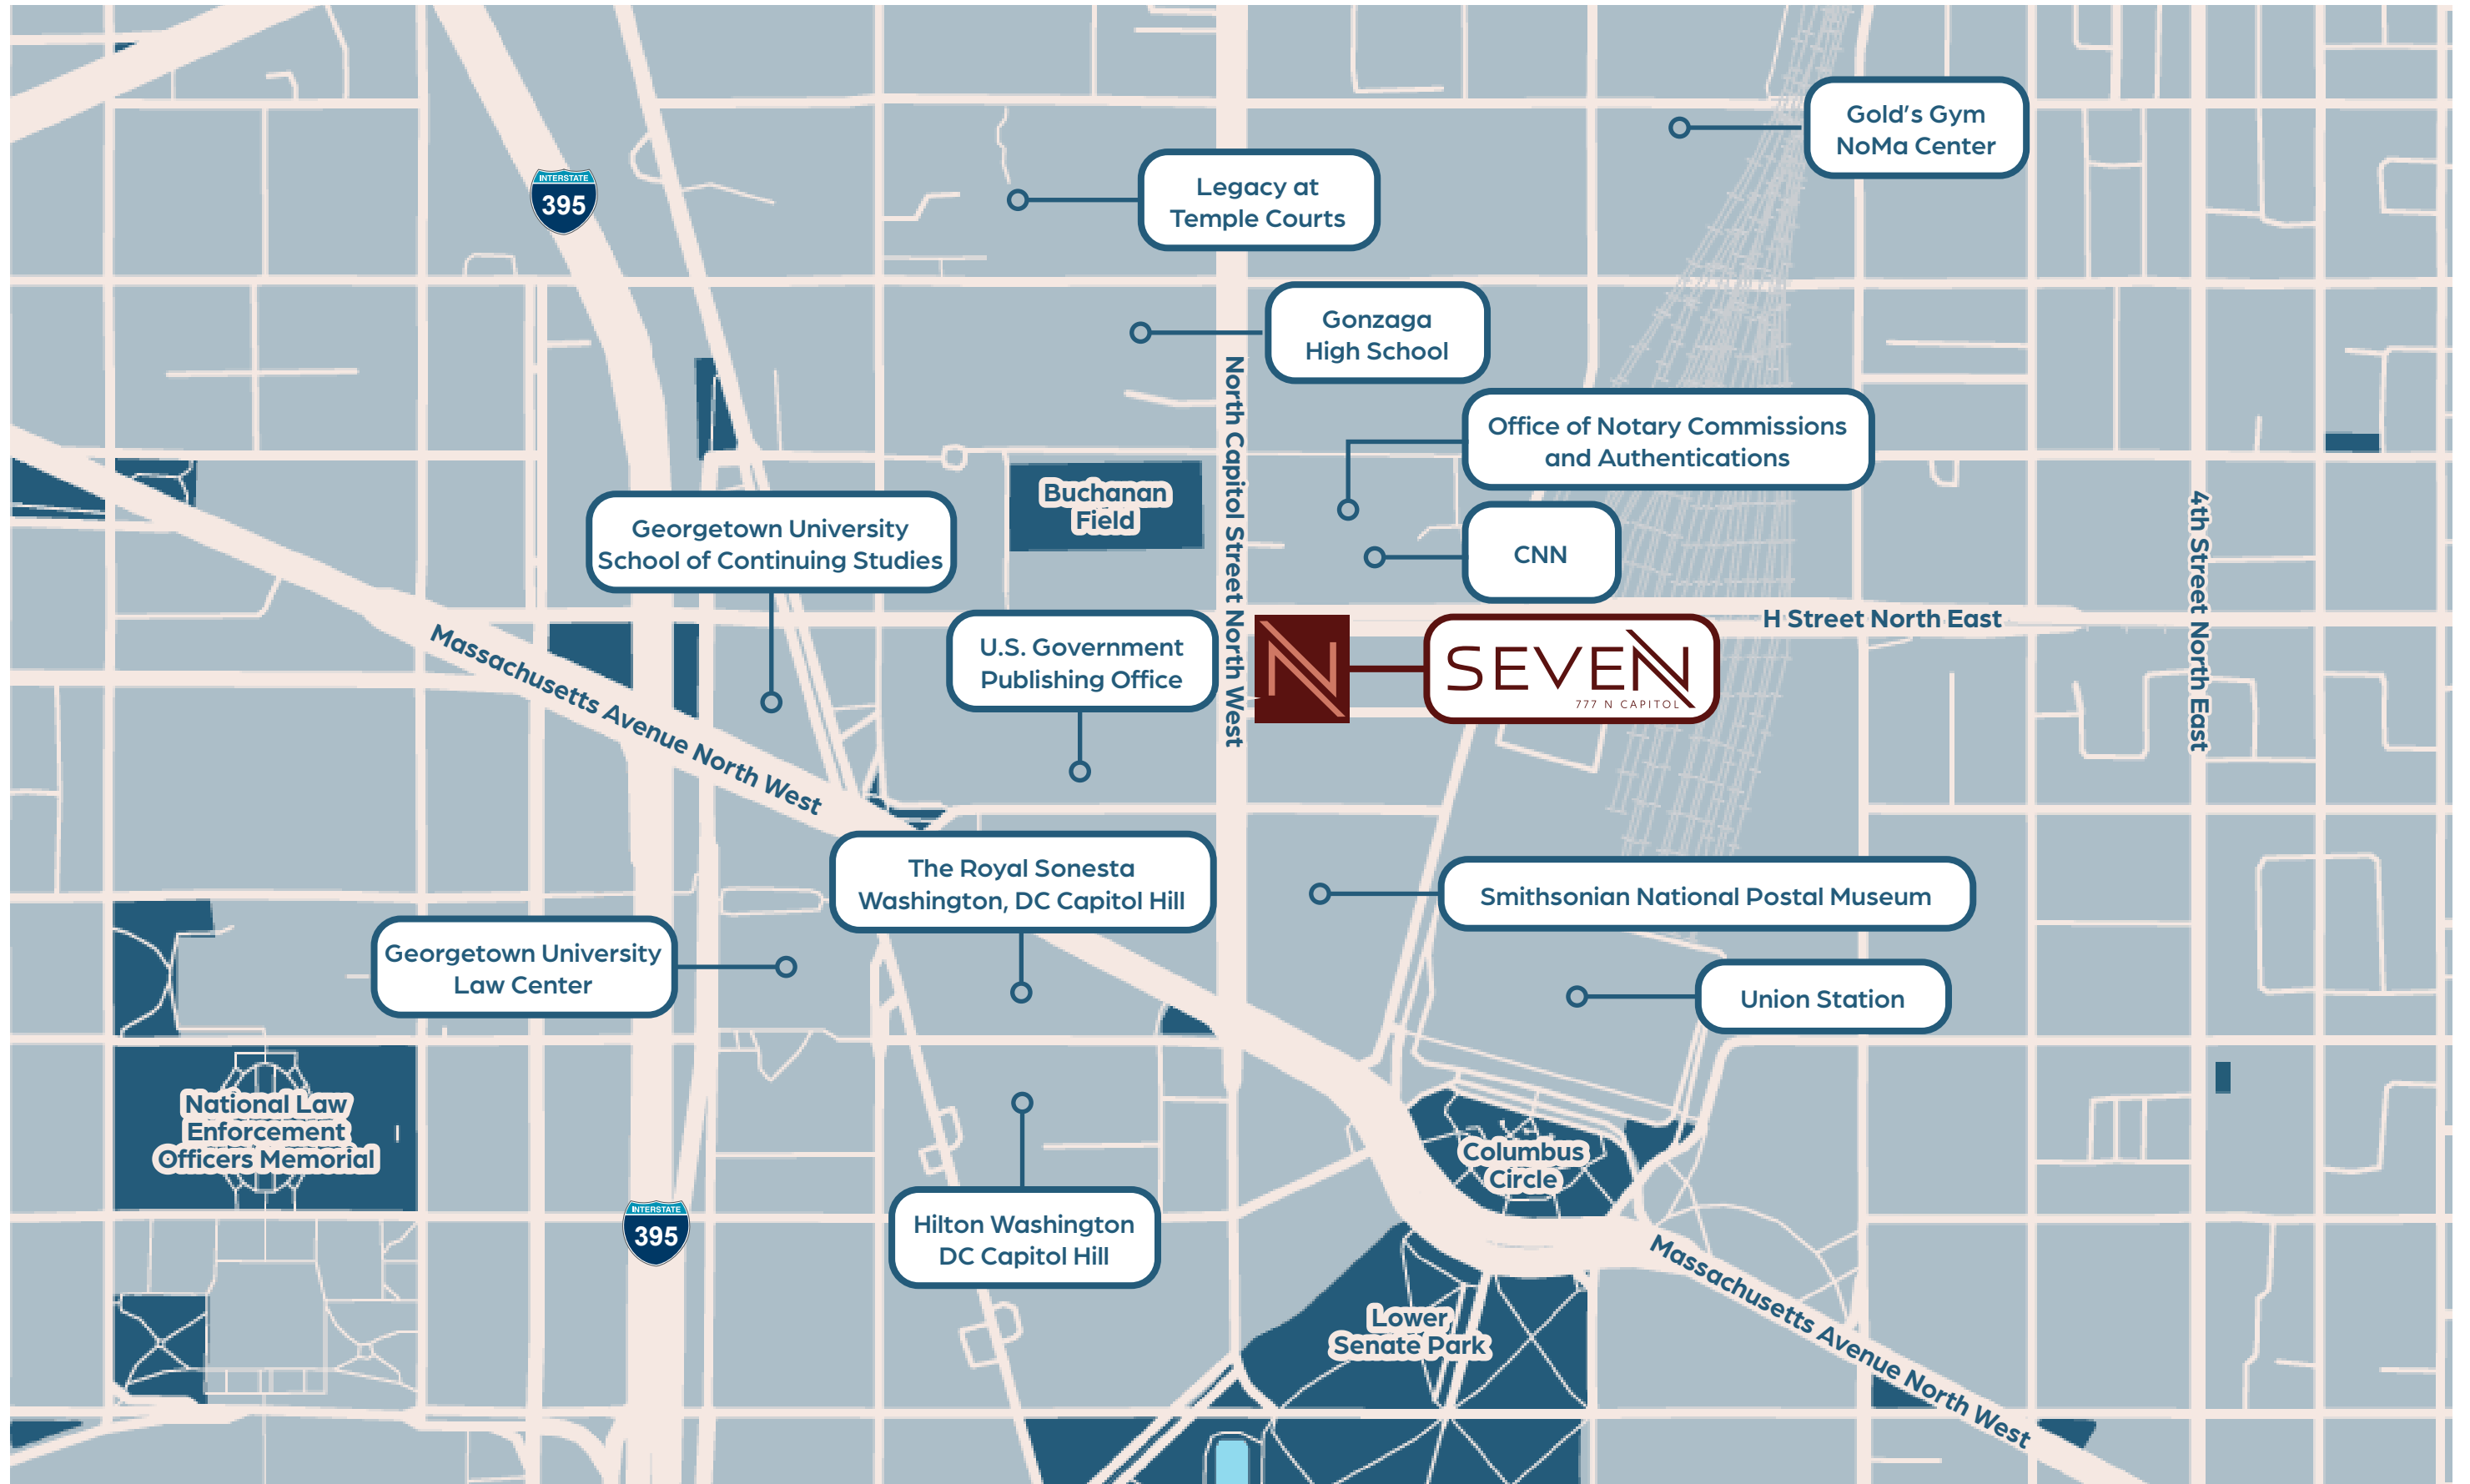 Gold's Gym
NoMa Center
INTERSTATE
395
Legacy at
Temple Courts
Gonzaga
High School
North Capitol Street North West
Office of Notary Commissions
and Authentications
Buchanan
Field
Georgetown University
School of Continuing Studies
CNN
4th Street North East
H Street North East
U.S. Government
Publishing Office
N
SEVEN
777 N CAPITOL
Massachusetts Avenue North West
The Royal Sonesta
Washington, DC Capitol Hill
Smithsonian National Postal Museum
Georgetown University
Law Center
Union Station
National Law
Enforcement
Officers Memorial
Columbus
Circle
INTERSTATE
395
Hilton Washington
DC Capitol Hill
Lower
Senate Park
Massachusetts Avenue North West